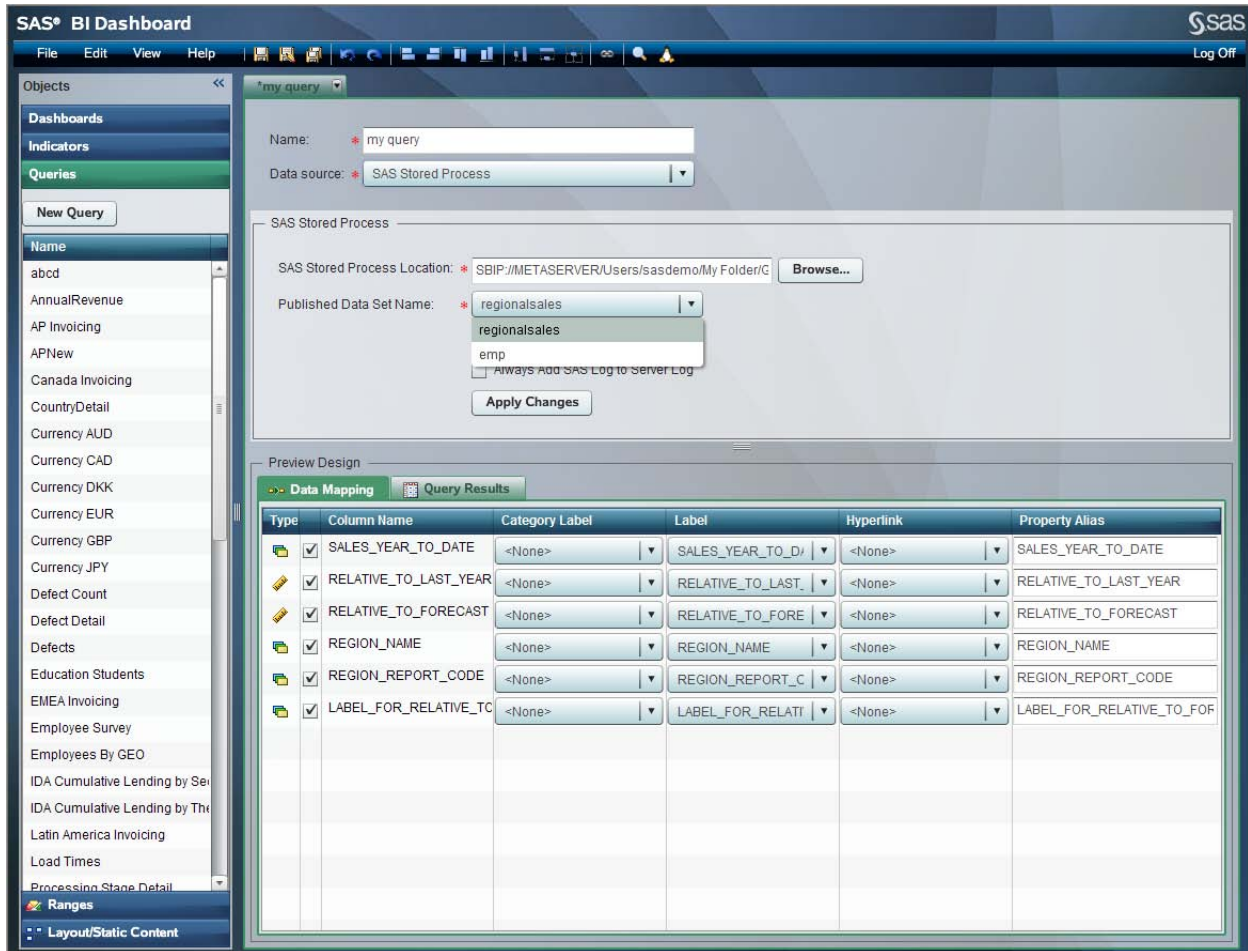 SAS® BI Dashboard
sas
File Edit View Help
Log Off
Objects
Dashboards
Indicators
Queries
New Query
Name
abcd
AnnualRevenue
AP Invoicing
APNew
Canada Invoicing
CountryDetail
Currency AUD
Currency CAD
Currency DKK
Currency EUR
Currency GBP
Currency JPY
Defect Count
Defect Detail
Defects
Education Students
EMEA Invoicing
Employee Survey
Employees By GEO
IDA Cumulative Lending by Se
IDA Cumulative Lending by The
Latin America Invoicing
Load Times
Processing Stage Detail
Ranges
Layout/Static Content
*my query
Name: * my query
Data source: * SAS Stored Process
SAS Stored Process
SAS Stored Process Location: * SBIP://METASERVER/Users/sasdemo/My Folder/G Browse...
Published Data Set Name: * regionalsales
regionalsales
emp
Always Add SAS Log to Server Log
Apply Changes
Preview Design
Data Mapping Query Results
Type Column Name Category Label Label Hyperlink Property Alias
SALES_YEAR_TO_DATE <None> SALES_YEAR_TO_D <None> SALES_YEAR_TO_DATE
RELATIVE_TO_LAST_YEAR <None> RELATIVE_TO_LAST_ <None> RELATIVE_TO_LAST_YEAR
RELATIVE_TO_FORECAST <None> RELATIVE_TO_FORE <None> RELATIVE_TO_FORECAST
REGION_NAME <None> REGION_NAME <None> REGION_NAME
REGION_REPORT_CODE <None> REGION_REPORT_C <None> REGION_REPORT_CODE
LABEL_FOR_RELATIVE_TO <None> LABEL_FOR_RELATI <None> LABEL_FOR_RELATIVE_TO_FOR